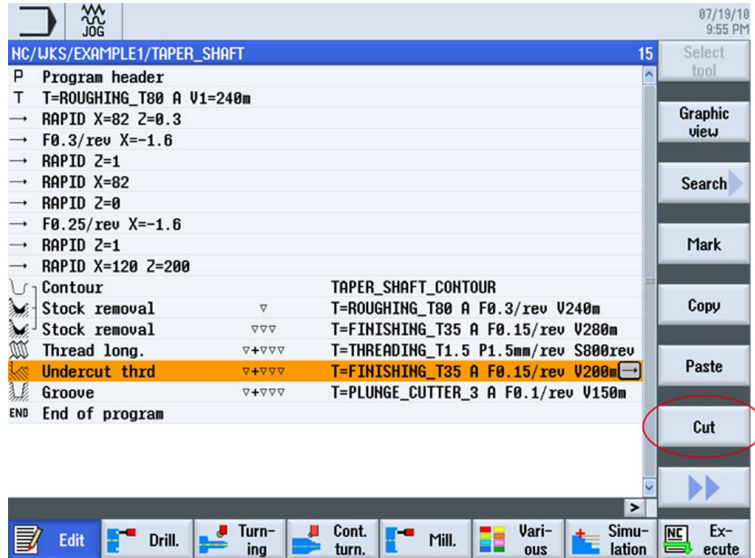 JOG
07/19/10
9:55 PM
NC/WKS/EXAMPLE1/TAPER_SHAFT 15
P Program header
T T=ROUGHING_T80 A V1=240m
→ RAPID X=82 Z=0.3
→ F0.3/rev X=-1.6
→ RAPID Z=1
→ RAPID X=82
→ RAPID Z=0
→ F0.25/rev X=-1.6
→ RAPID Z=1
→ RAPID X=120 Z=200
Contour TAPER_SHAFT_CONTOUR
Stock removal ▽ T=ROUGHING_T80 A F0.3/rev V240m
Stock removal ▽▽▽ T=FINISHING_T35 A F0.15/rev V280m
Thread long. ▽+▽▽▽ T=THREADING_T1.5 P1.5mm/rev S800rev
Undercut thrd ▽+▽▽▽ T=FINISHING_T35 A F0.15/rev V200m→
Groove ▽+▽▽▽ T=PLUNGE_CUTTER_3 A F0.1/rev V150m
END End of program
Select
tool
Graphic
view
Search
Mark
Copy
Paste
Cut
>
Edit
Drill.
Turn-
ing
Cont.
turn.
Mill.
Vari-
ous
Simu-
lation
NC Ex-
ecute